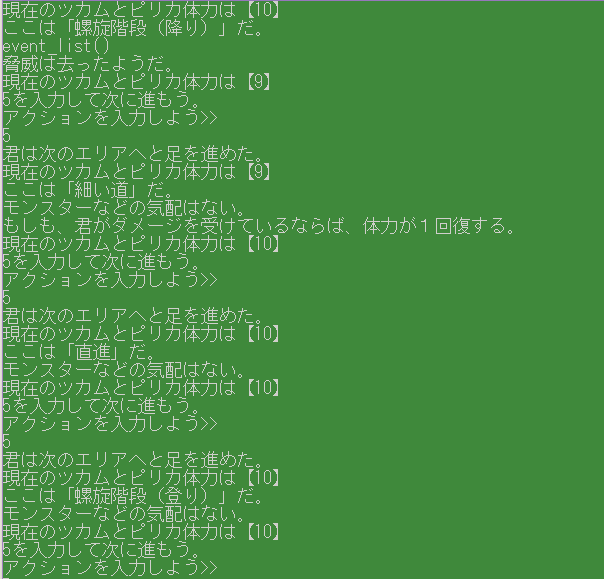 現在のツカムとピリカ体力は【10】
ここは「螺旋階段（降り）」だ。
event_list()
脅威は去ったようだ。
現在のツカムとピリカ体力は【9】
5を入力して次に進もう。
アクションを入力しよう>>
5
君は次のエリアへと足を進めた。
現在のツカムとピリカ体力は【9】
ここは「細い道」だ。
モンスターなどの気配はない。
もしも、君がダメージを受けているならば、体力が１回復する。
現在のツカムとピリカ体力は【10】
5を入力して次に進もう。
アクションを入力しよう>>
5
君は次のエリアへと足を進めた。
現在のツカムとピリカ体力は【10】
ここは「直進」だ。
モンスターなどの気配はない。
現在のツカムとピリカ体力は【10】
5を入力して次に進もう。
アクションを入力しよう>>
5
君は次のエリアへと足を進めた。
現在のツカムとピリカ体力は【10】
ここは「螺旋階段（登り）」だ。
モンスターなどの気配はない。
現在のツカムとピリカ体力は【10】
5を入力して次に進もう。
アクションを入力しよう>>